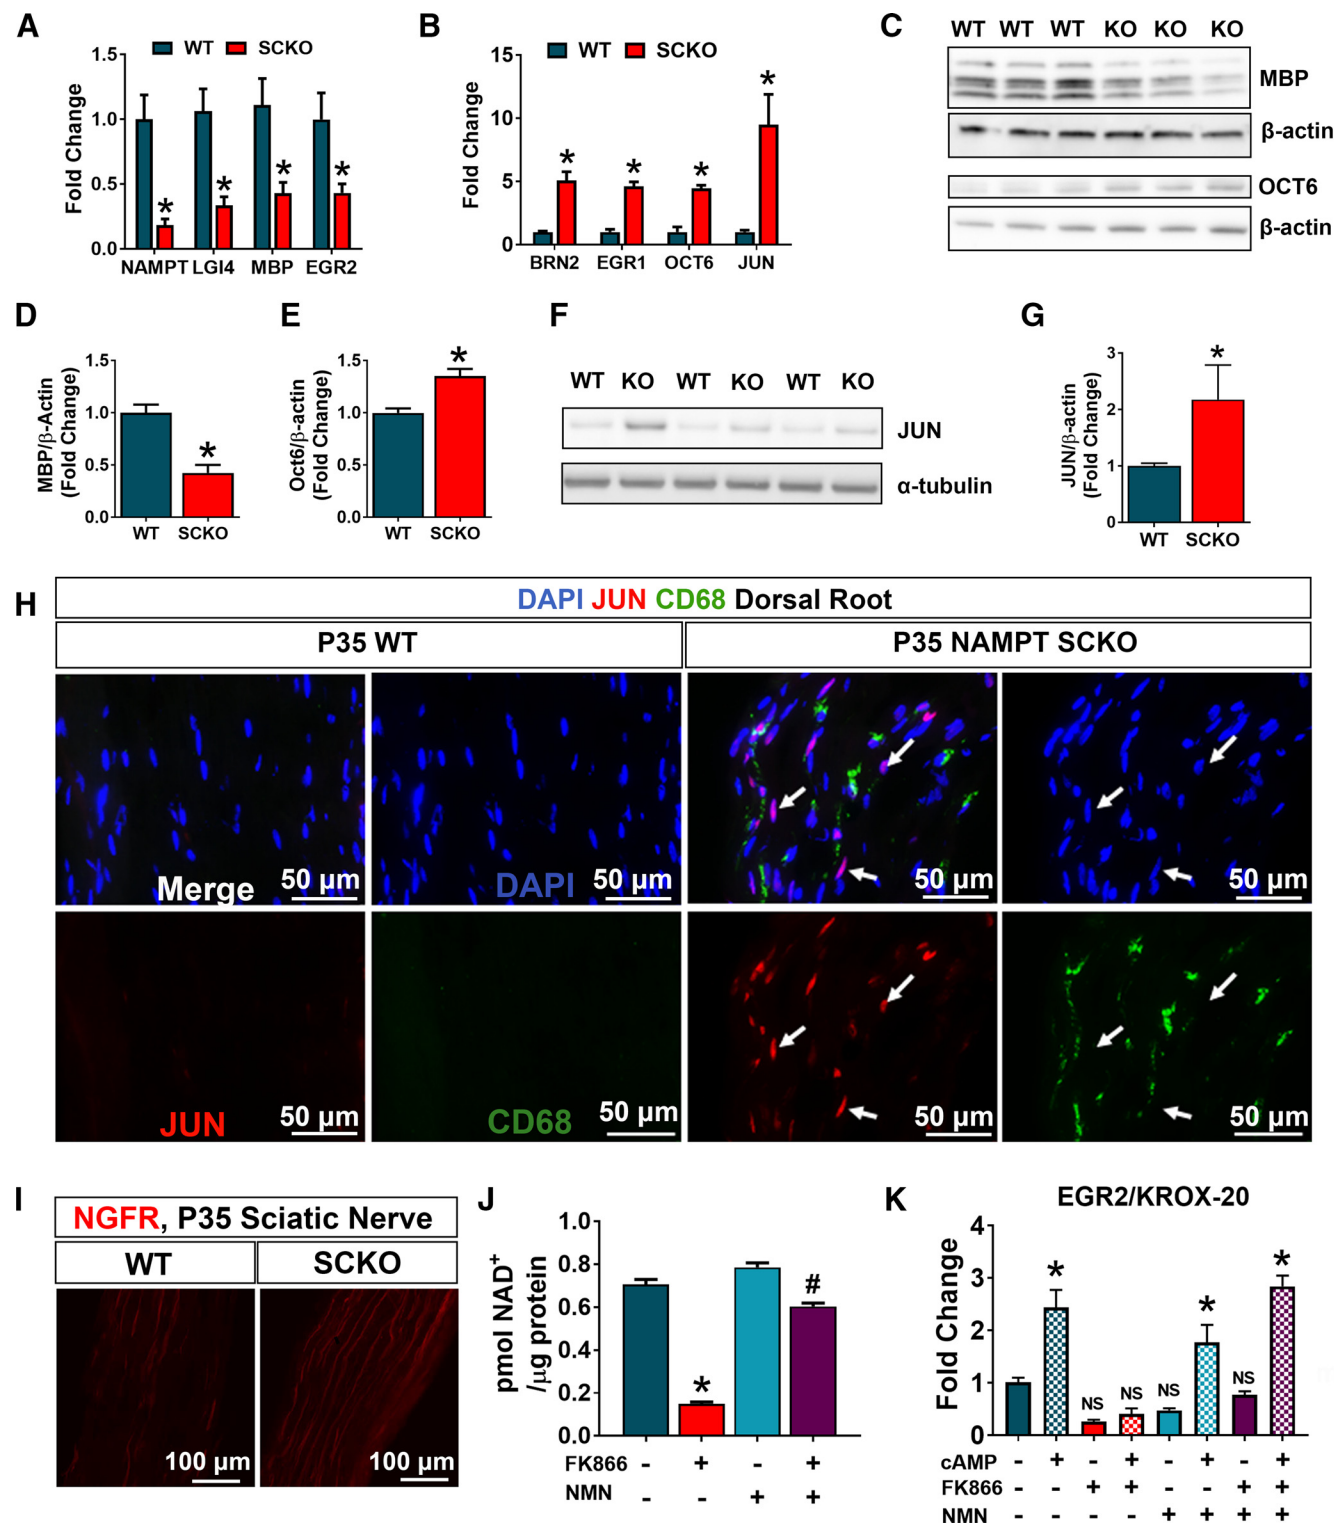 A
WT SCKO
Fold Change
1.5
1.0
0.5
0.0
* * * *
NAMPT LGI4 MBP EGR2
B
WT SCKO
Fold Change
15
10
5
0
* * * *
BRN2 EGR1 OCT6 JUN
C
WT WT WT KO KO KO
MBP
β-actin
OCT6
β-actin
D
MBP/β-Actin
(Fold Change)
1.5
1.0
0.5
0.0
*
WT SCKO
E
Oct6/β-actin
(Fold Change)
1.5
1.0
0.5
0.0
*
WT SCKO
F
WT KO WT KO WT KO
JUN
α-tubulin
G
JUN/β-actin
(Fold Change)
3
2
1
0
*
WT SCKO
H
DAPI JUN CD68 Dorsal Root
P35 WT P35 NAMPT SCKO
Merge 50 µm DAPI 50 µm 50 µm 50 µm
JUN 50 µm CD68 50 µm 50 µm 50 µm
I
NGFR, P35 Sciatic Nerve
WT SCKO
100 µm 100 µm
J
pmol NAD+
/µg protein
1.0
0.8
0.6
0.4
0.2
0.0
* #
FK866 - + - +
NMN - - + +
K
EGR2/KROX-20
Fold Change
4
3
2
1
0
* NS NS NS * NS *
cAMP - + - + - + - +
FK866 - - + + - - + +
NMN - - - - + + + +